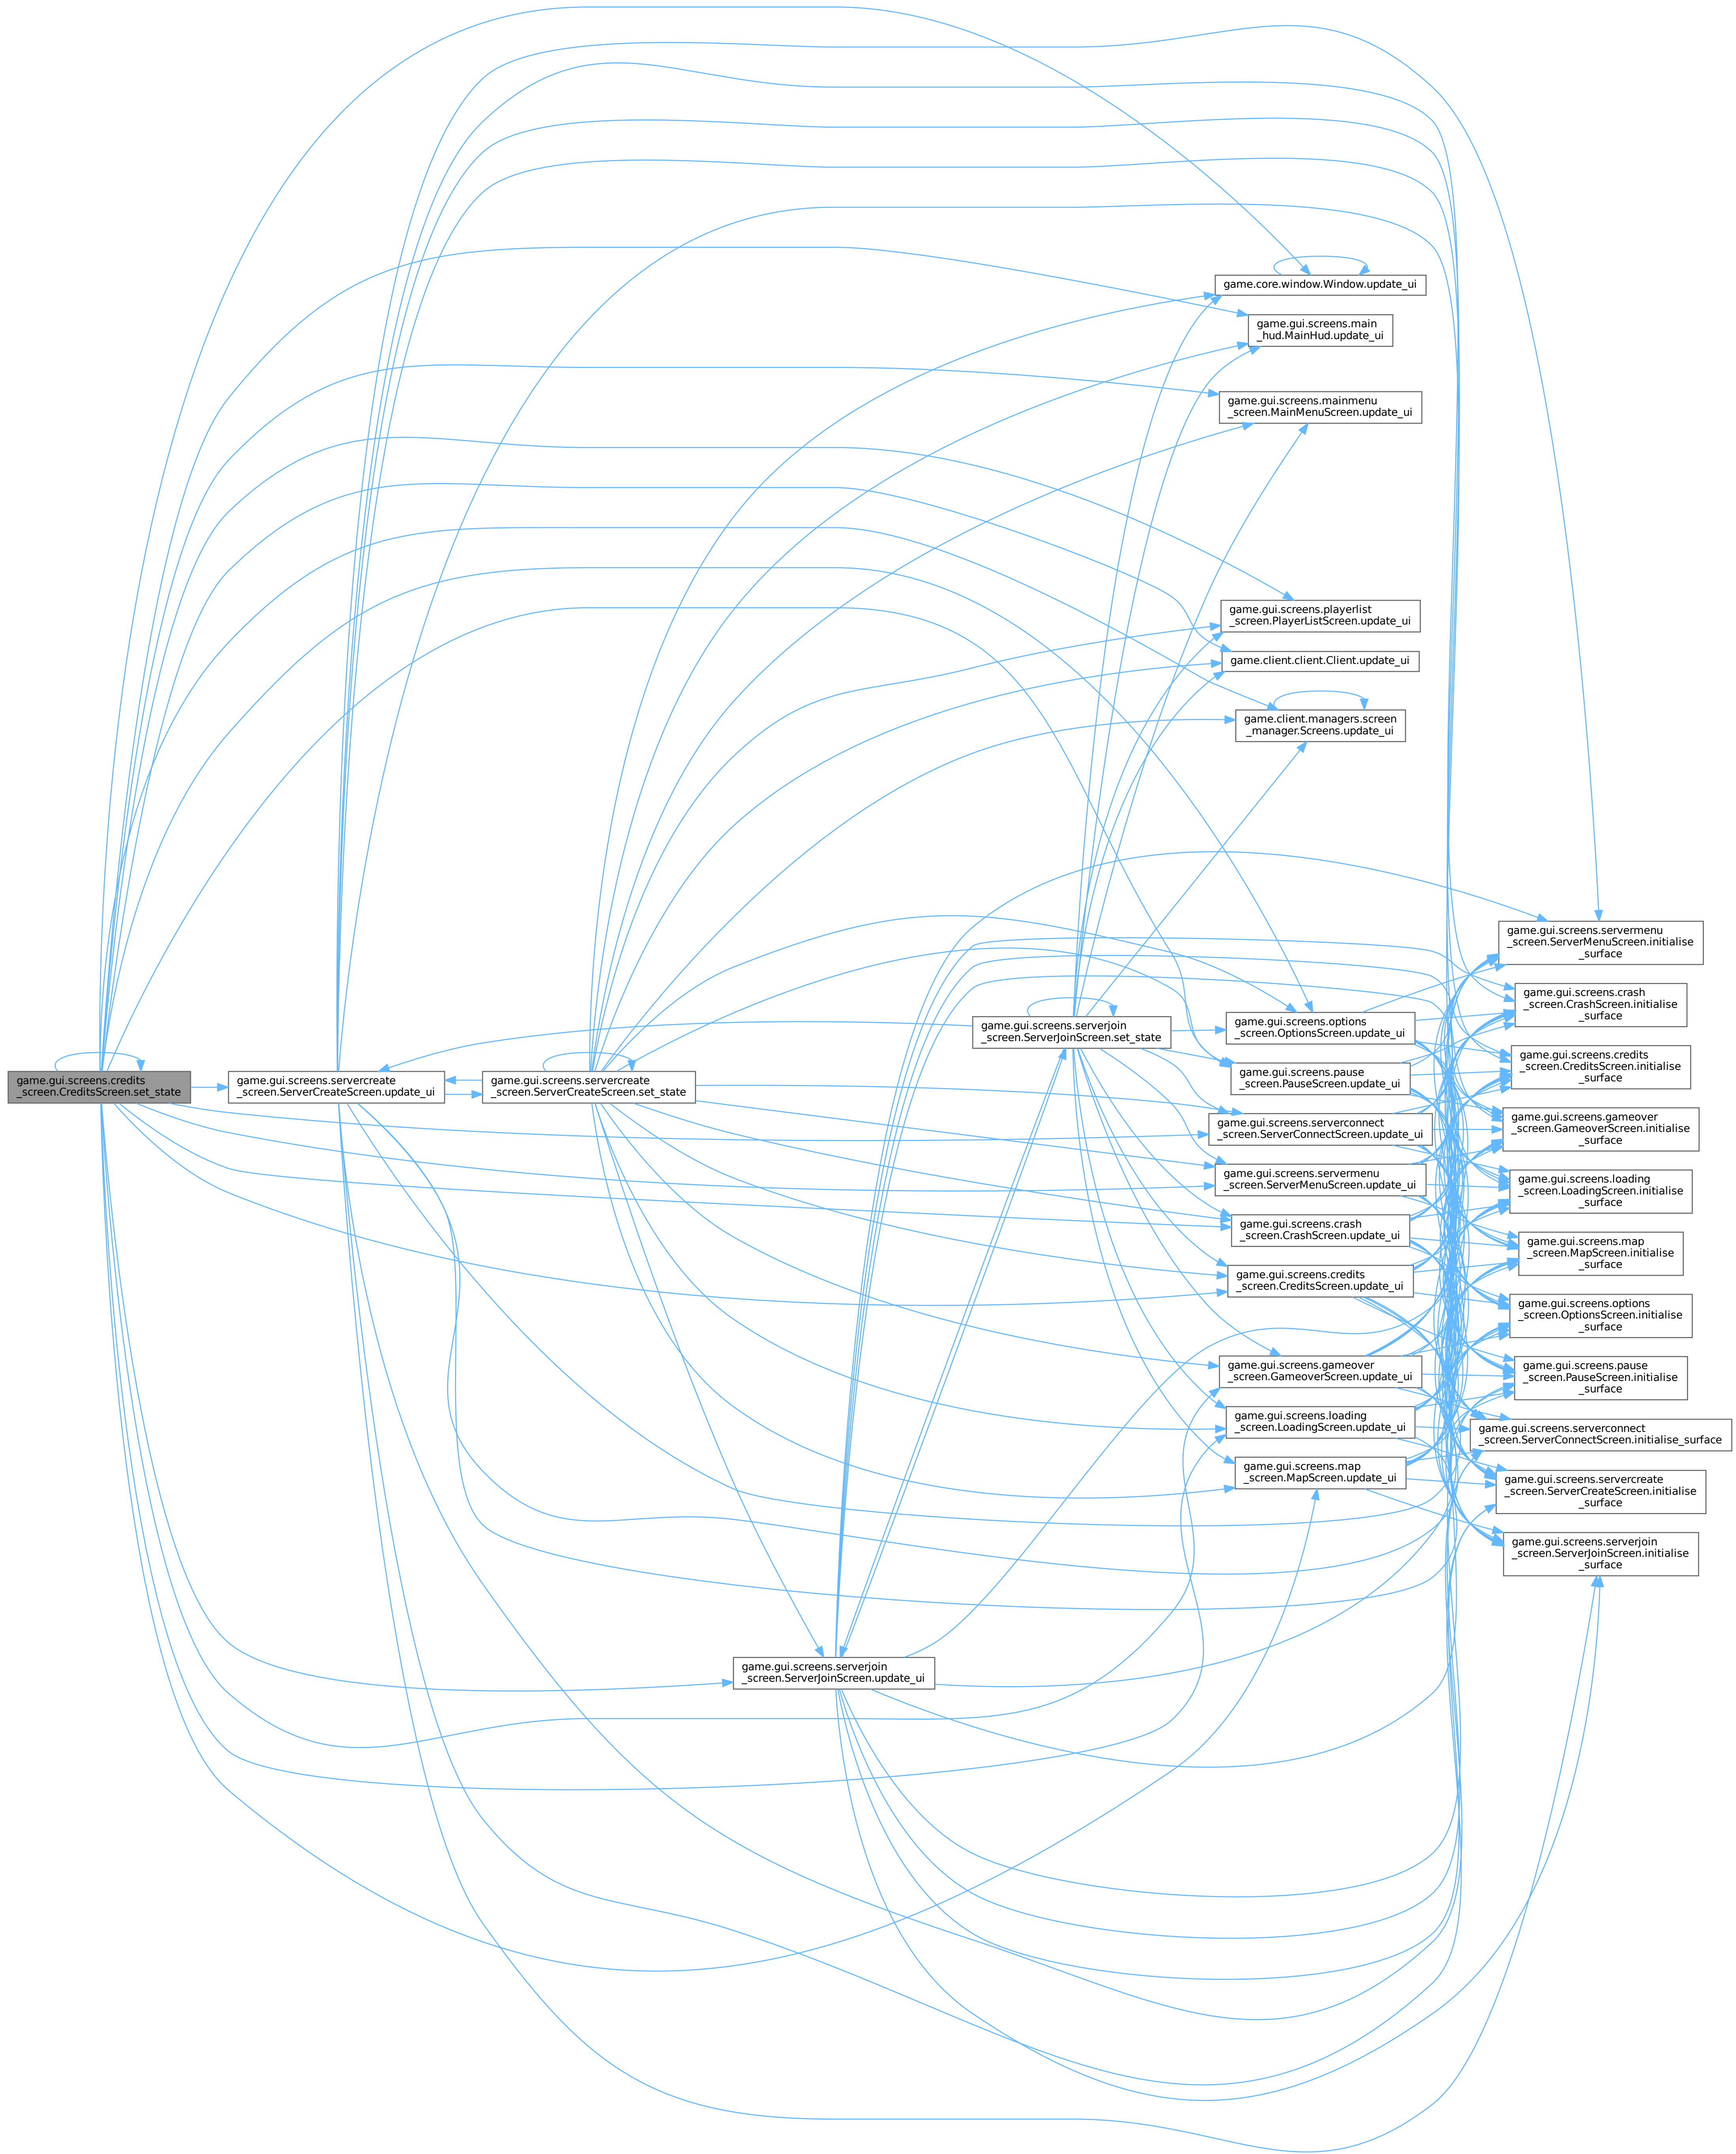 game.gui.screens.credits
_screen.CreditsScreen.set_state
game.gui.screens.servercreate
_screen.ServerCreateScreen.update_ui
game.gui.screens.servercreate
_screen.ServerCreateScreen.set_state
game.gui.screens.serverjoin
_screen.ServerJoinScreen.update_ui
game.gui.screens.serverjoin
_screen.ServerJoinScreen.set_state
game.core.window.Window.update_ui
game.gui.screens.main
_hud.MainHud.update_ui
game.gui.screens.mainmenu
_screen.MainMenuScreen.update_ui
game.gui.screens.playerlist
_screen.PlayerListScreen.update_ui
game.client.client.Client.update_ui
game.client.managers.screen
_manager.Screens.update_ui
game.gui.screens.options
_screen.OptionsScreen.update_ui
game.gui.screens.pause
_screen.PauseScreen.update_ui
game.gui.screens.serverconnect
_screen.ServerConnectScreen.update_ui
game.gui.screens.servermenu
_screen.ServerMenuScreen.update_ui
game.gui.screens.crash
_screen.CrashScreen.update_ui
game.gui.screens.credits
_screen.CreditsScreen.update_ui
game.gui.screens.gameover
_screen.GameoverScreen.update_ui
game.gui.screens.loading
_screen.LoadingScreen.update_ui
game.gui.screens.map
_screen.MapScreen.update_ui
game.gui.screens.servermenu
_screen.ServerMenuScreen.initialise
_surface
game.gui.screens.crash
_screen.CrashScreen.initialise
_surface
game.gui.screens.credits
_screen.CreditsScreen.initialise
_surface
game.gui.screens.gameover
_screen.GameoverScreen.initialise
_surface
game.gui.screens.loading
_screen.LoadingScreen.initialise
_surface
game.gui.screens.map
_screen.MapScreen.initialise
_surface
game.gui.screens.options
_screen.OptionsScreen.initialise
_surface
game.gui.screens.pause
_screen.PauseScreen.initialise
_surface
game.gui.screens.serverconnect
_screen.ServerConnectScreen.initialise_surface
game.gui.screens.servercreate
_screen.ServerCreateScreen.initialise
_surface
game.gui.screens.serverjoin
_screen.ServerJoinScreen.initialise
_surface